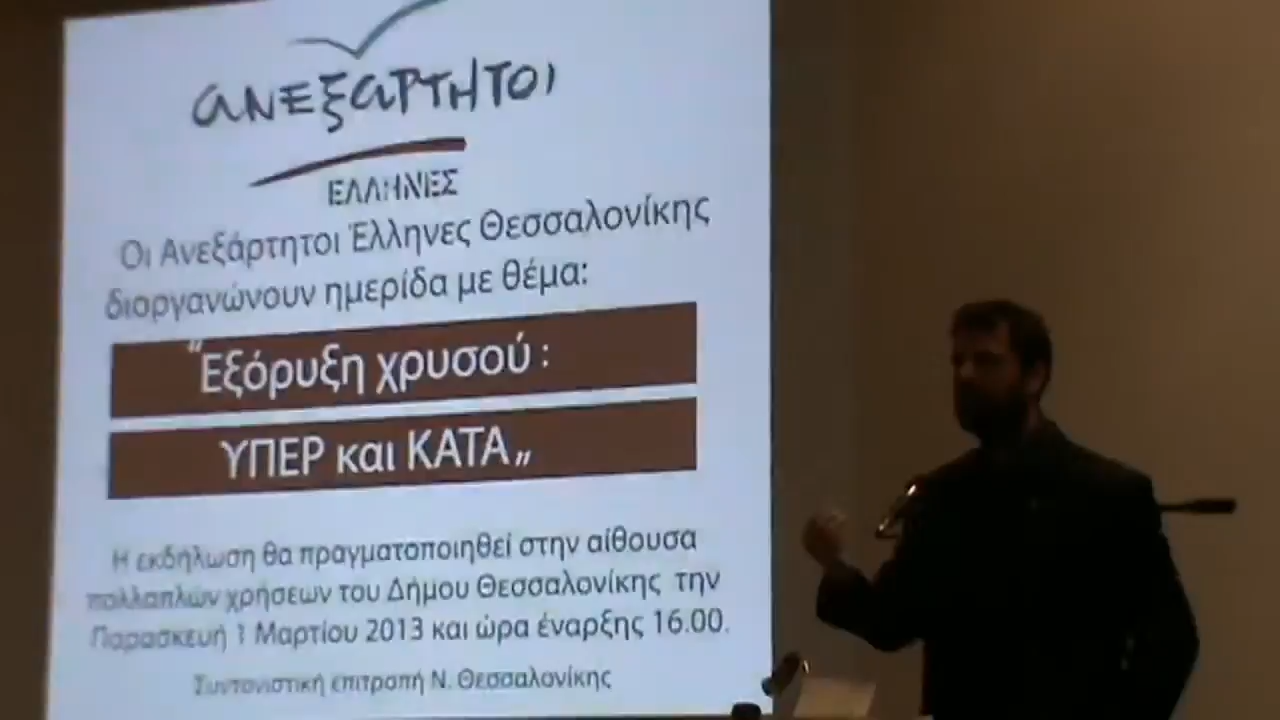 ανεξαρτητοι
ΕΛΛΗΝΕΣ
Οι Ανεξάρτητοι Έλληνες Θεσσαλονίκης
διοργανώνουν ημερίδα με θέμα:
"Εξόρυξη χρυσού :
ΥΠΕΡ και ΚΑΤΑ„
Η εκδήλωση θα πραγματοποιηθεί στην αίθουσα
πολλαπλών χρήσεων του Δήμου Θεσσαλονίκης την
Παρασκευή 1 Μαρτίου 2013 και ώρα έναρξης 16.00.
Συντονιστική επιτροπή Ν. Θεσσαλονίκης